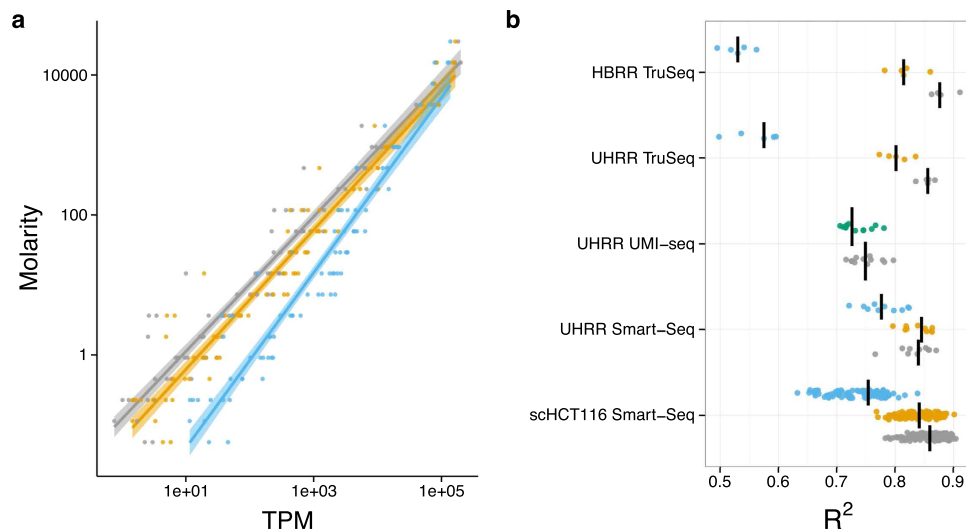 a
10000
100
1
Molarity
1e+01 1e+03 1e+05
TPM
b
HBRR TruSeq
UHRR TruSeq
UHRR UMI−seq
UHRR Smart−Seq
scHCT116 Smart−Seq
0.5 0.6 0.7 0.8 0.9
R²